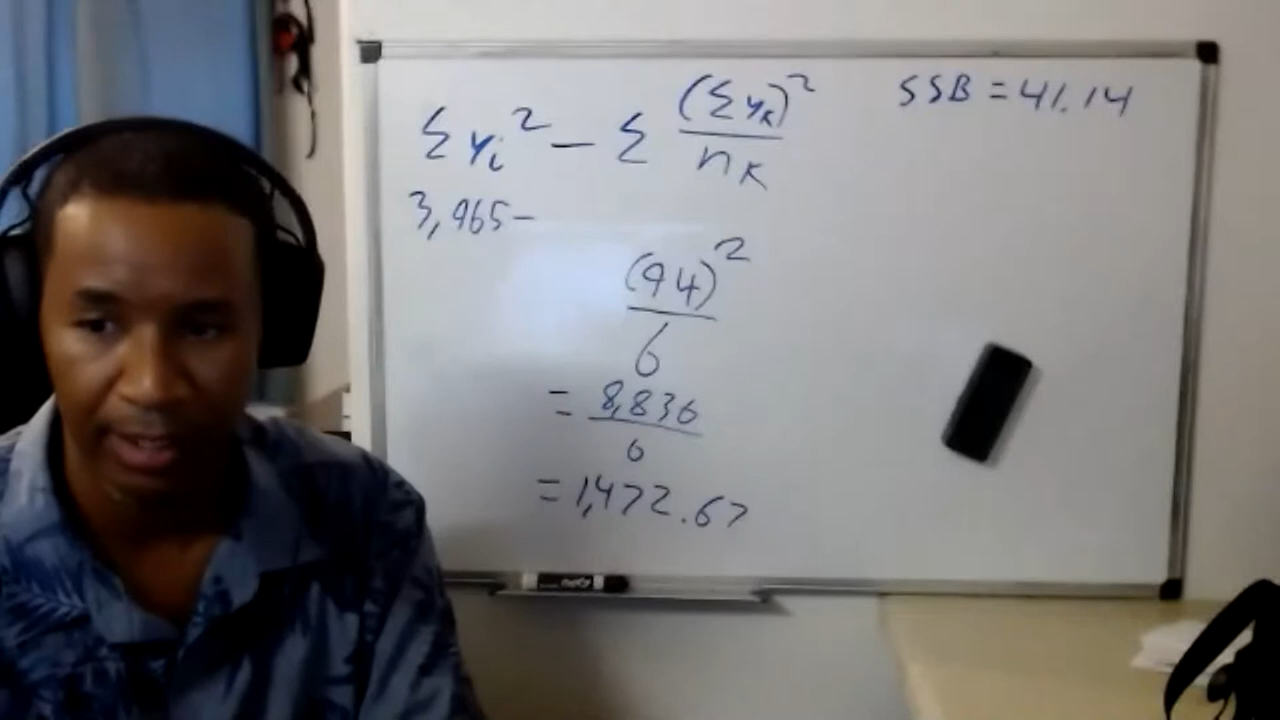 Σ yᵢ² — Σ (Σ yₖ)² / nₖ
SSB = 41.14
3,965 –
(94)² / 6
= 8,836 / 6
= 1,472.67